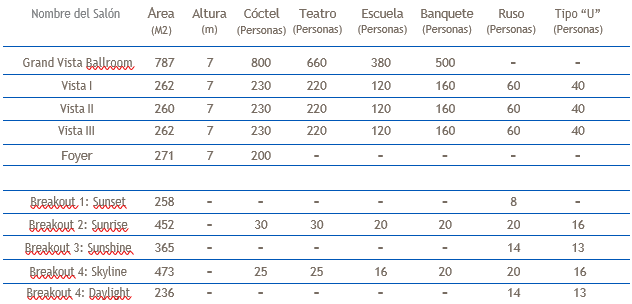 Nombre del Salón Área (M2) Altura (m) Cóctel (Personas) Teatro (Personas) Escuela (Personas) Banquete (Personas) Ruso (Personas) Tipo “U” (Personas)
Grand Vista Ballroom 787 7 800 660 380 500 – –
Vista I 262 7 230 220 120 160 60 40
Vista II 260 7 230 220 120 160 60 40
Vista III 262 7 230 220 120 160 60 40
Foyer 271 7 200 – – – – –
Breakout 1: Sunset 258 – – – – – 8 –
Breakout 2: Sunrise 452 – 30 30 20 20 20 16
Breakout 3: Sunshine 365 – – – – – 14 13
Breakout 4: Skyline 473 – 25 25 16 20 20 16
Breakout 4: Daylight 236 – – – – – 14 13